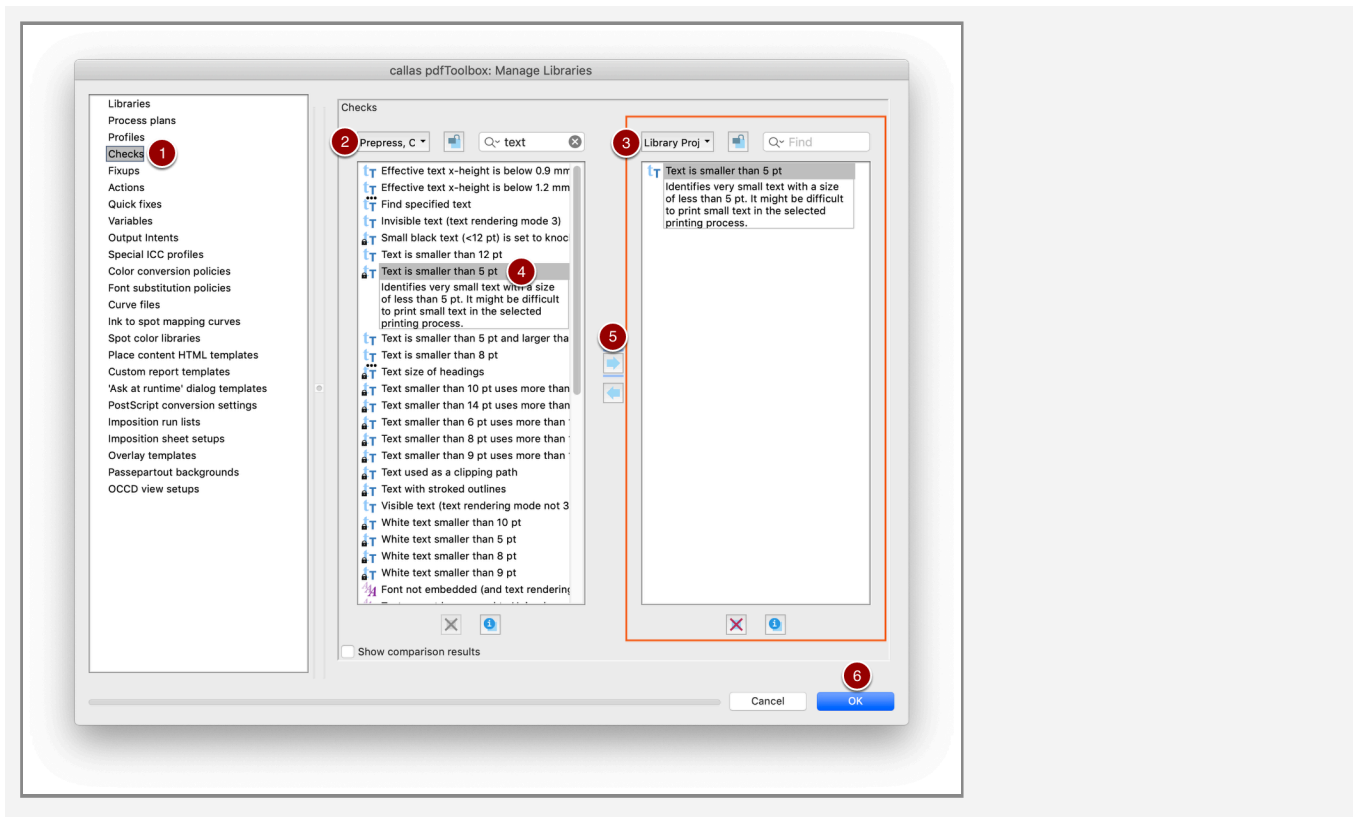 callas pdfToolbox: Manage Libraries
Libraries
Process plans
Profiles
Checks
1
Fixups
Actions
Quick fixes
Variables
Output Intents
Special ICC profiles
Color conversion policies
Font substitution policies
Curve files
Ink to spot mapping curves
Spot color libraries
Place content HTML templates
Custom report templates
'Ask at runtime' dialog templates
PostScript conversion settings
Imposition run lists
Imposition sheet setups
Overlay templates
Passepartout backgrounds
OCCD view setups
Checks
2
Prepress, C
text
Effective text x-height is below 0.9 mm
Effective text x-height is below 1.2 mm
Find specified text
Invisible text (text rendering mode 3)
Small black text (<12 pt) is set to knoc
Text is smaller than 12 pt
Text is smaller than 5 pt
4
Identifies very small text with a size
of less than 5 pt. It might be difficult
to print small text in the selected
printing process.
Text is smaller than 5 pt and larger tha
Text is smaller than 8 pt
Text size of headings
Text smaller than 10 pt uses more than
Text smaller than 14 pt uses more than
Text smaller than 6 pt uses more than
Text smaller than 8 pt uses more than
Text smaller than 9 pt uses more than
Text used as a clipping path
Text with stroked outlines
Visible text (text rendering mode not 3
White text smaller than 10 pt
White text smaller than 5 pt
White text smaller than 8 pt
White text smaller than 9 pt
Font not embedded (and text rendering
5
3
Library Proj
Find
Text is smaller than 5 pt
Identifies very small text with a size
of less than 5 pt. It might be difficult
to print small text in the selected
printing process.
Show comparison results
6
Cancel
OK